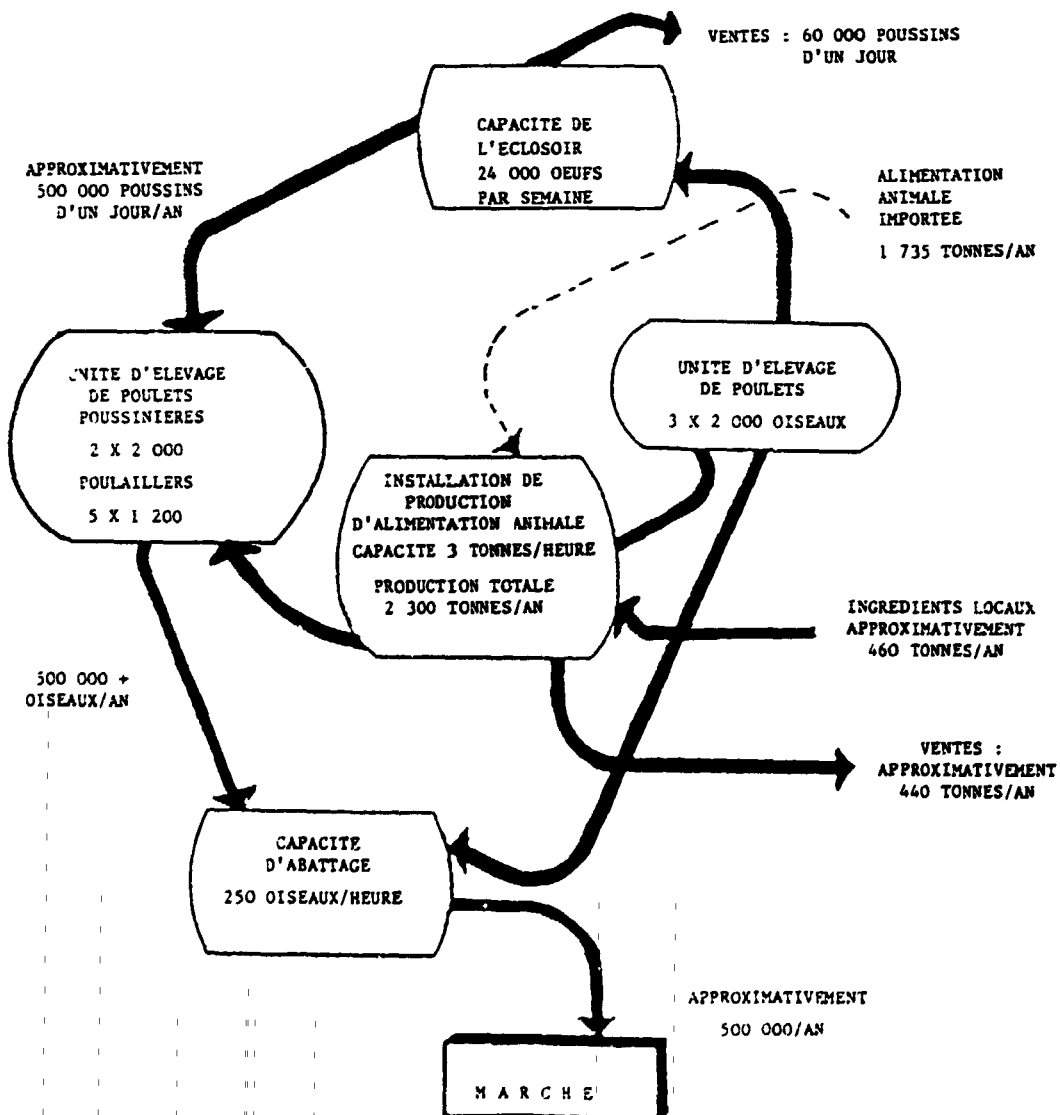 VENTES : 60 000 POUSSINS
D'UN JOUR
CAPACITE DE
L'ECLOSOIR
24 000 OEUFS
PAR SEMAINE
APPROXIMATIVEMENT
500 000 POUSSINS
D'UN JOUR/AN
ALIMENTATION
ANIMALE
IMPORTEE
1 735 TONNES/AN
UNITE D'ELEVAGE
DE POULETS
POUSSINIERES
2 X 2 000
POULAILLERS
5 X 1 200
UNITE D'ELEVAGE
DE POULETS
3 X 2 000 OISEAUX
INSTALLATION DE
PRODUCTION
D'ALIMENTATION ANIMALE
CAPACITE 3 TONNES/HEURE
PRODUCTION TOTALE
2 300 TONNES/AN
INGREDIENTS LOCAUX
APPROXIMATIVEMENT
460 TONNES/AN
500 000 +
OISEAUX/AN
VENTES :
APPROXIMATIVEMENT
440 TONNES/AN
CAPACITE
D'ABATTAGE
250 OISEAUX/HEURE
APPROXIMATIVEMENT
500 000/AN
MARCHE